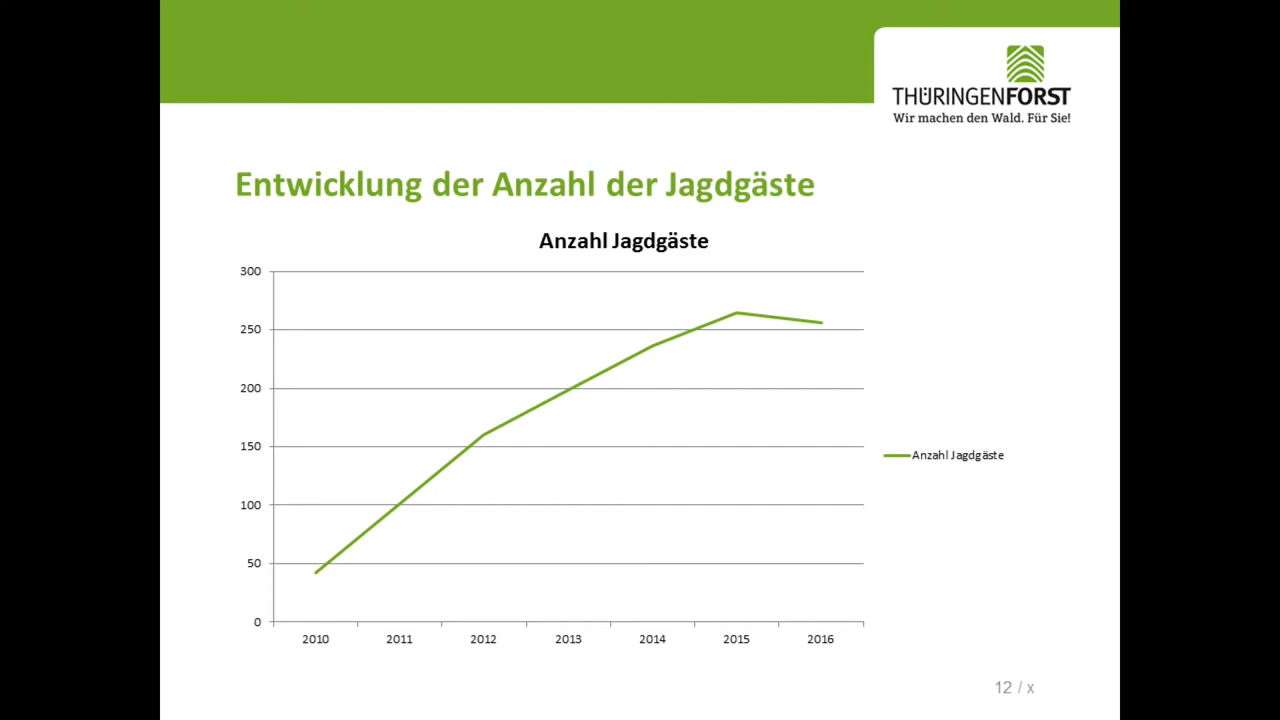 THÜRINGENFORST
Wir machen den Wald. Für Sie!
Entwicklung der Anzahl der Jagdgäste
Anzahl Jagdgäste
300
250
200
150
100
50
0
2010 2011 2012 2013 2014 2015 2016
Anzahl Jagdgäste
12 / x